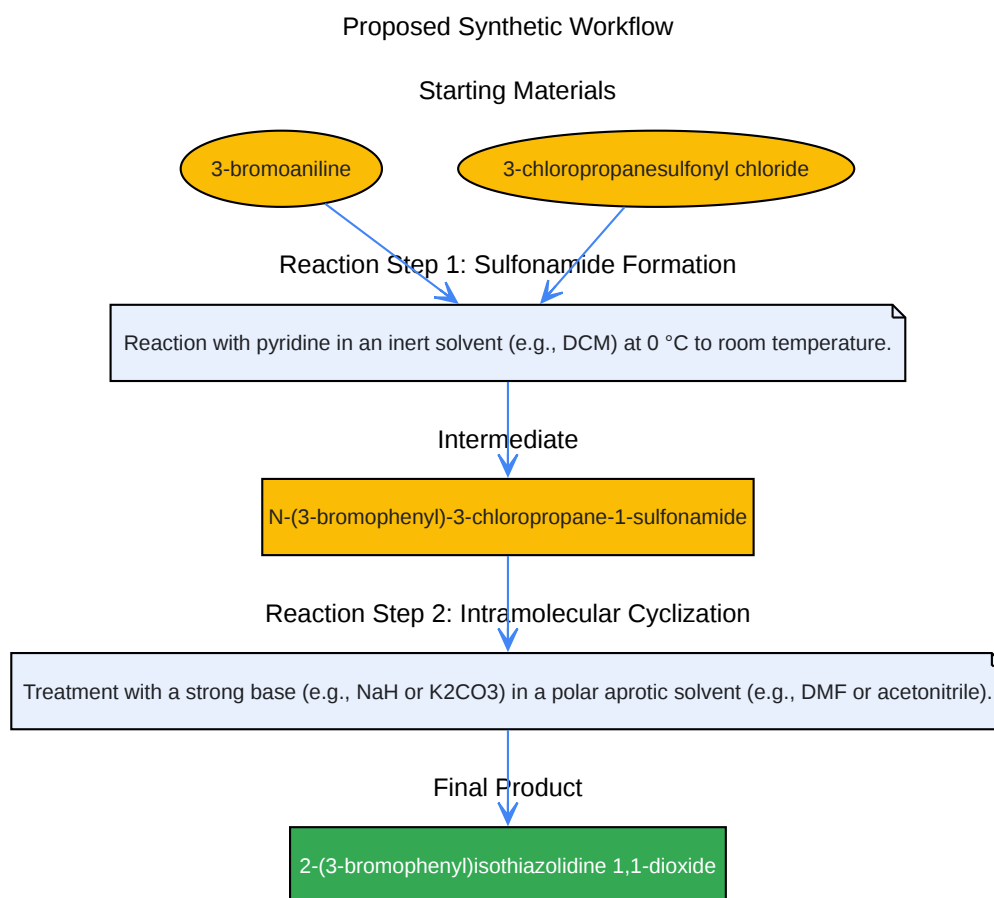 Proposed Synthetic Workflow
Starting Materials
3-bromoaniline
3-chloropropanesulfonyl chloride
Reaction Step 1: Sulfonamide Formation
Reaction with pyridine in an inert solvent (e.g., DCM) at 0 °C to room temperature.
Intermediate
N-(3-bromophenyl)-3-chloropropane-1-sulfonamide
Reaction Step 2: Intramolecular Cyclization
Treatment with a strong base (e.g., NaH or K2CO3) in a polar aprotic solvent (e.g., DMF or acetonitrile).
Final Product
2-(3-bromophenyl)isothiazolidine 1,1-dioxide